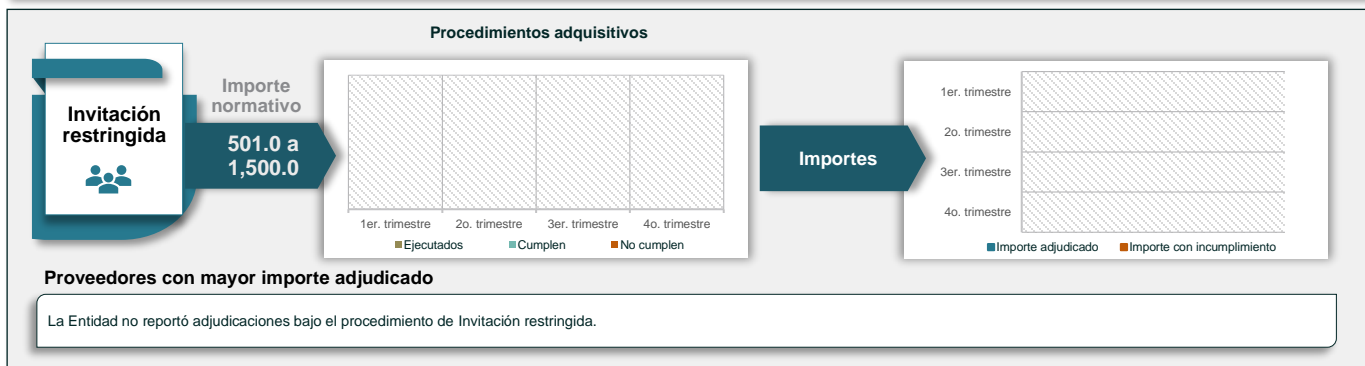 Procedimientos adquisitivos
Invitación
restringida
Importe
normativo
501.0 a
1,500.0
1er. trimestre 2o. trimestre 3er. trimestre 4o. trimestre
Ejecutados Cumplen No cumplen
Importes
1er. trimestre
2o. trimestre
3er. trimestre
4o. trimestre
Importe adjudicado Importe con incumplimiento
Proveedores con mayor importe adjudicado
La Entidad no reportó adjudicaciones bajo el procedimiento de Invitación restringida.